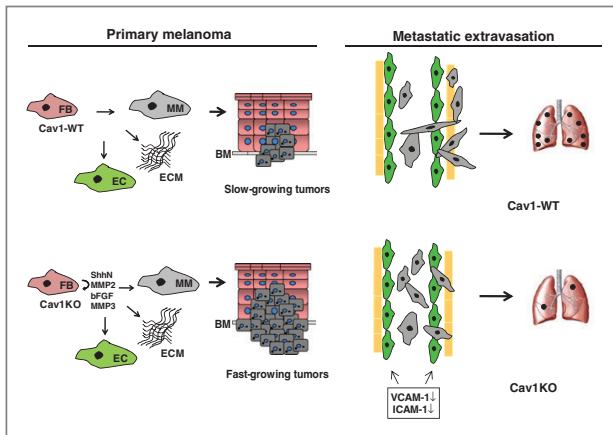 Primary melanoma
Metastatic extravasation
FB
MM
Cav1-WT
EC
ECM
BM
Slow-growing tumors
Cav1-WT
FB
ShhN
MMP2
bFGF
MMP3
MM
Cav1KO
EC
ECM
BM
Fast-growing tumors
VCAM-1↓
ICAM-1↓
Cav1KO